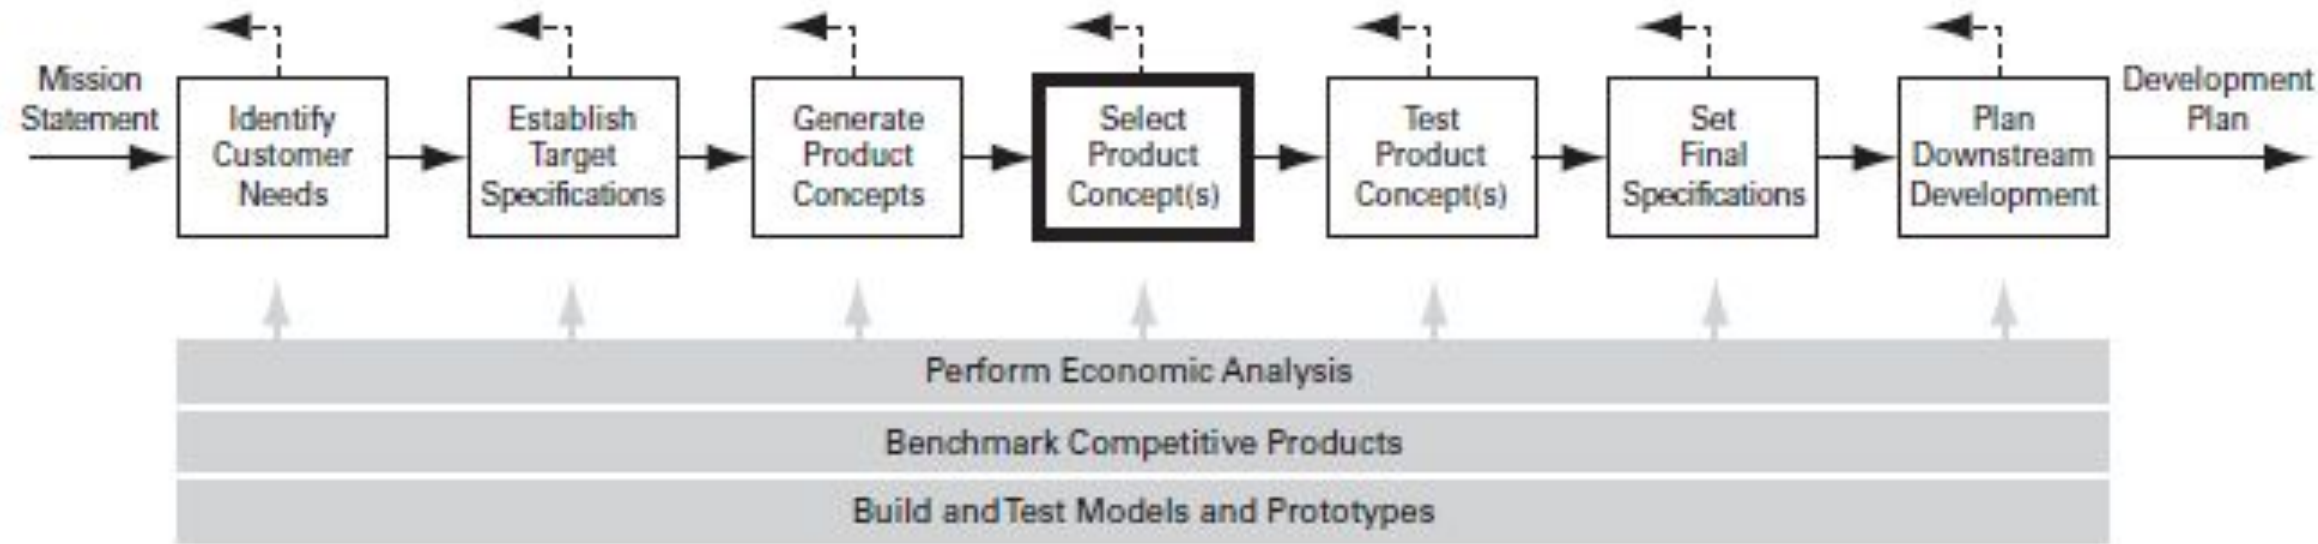 Mission
Statement
Identify
Customer
Needs
Establish
Target
Specifications
Generate
Product
Concepts
Select
Product
Concept(s)
Test
Product
Concept(s)
Set
Final
Specifications
Plan
Downstream
Development
Development
Plan
Perform Economic Analysis
Benchmark Competitive Products
Build and Test Models and Prototypes